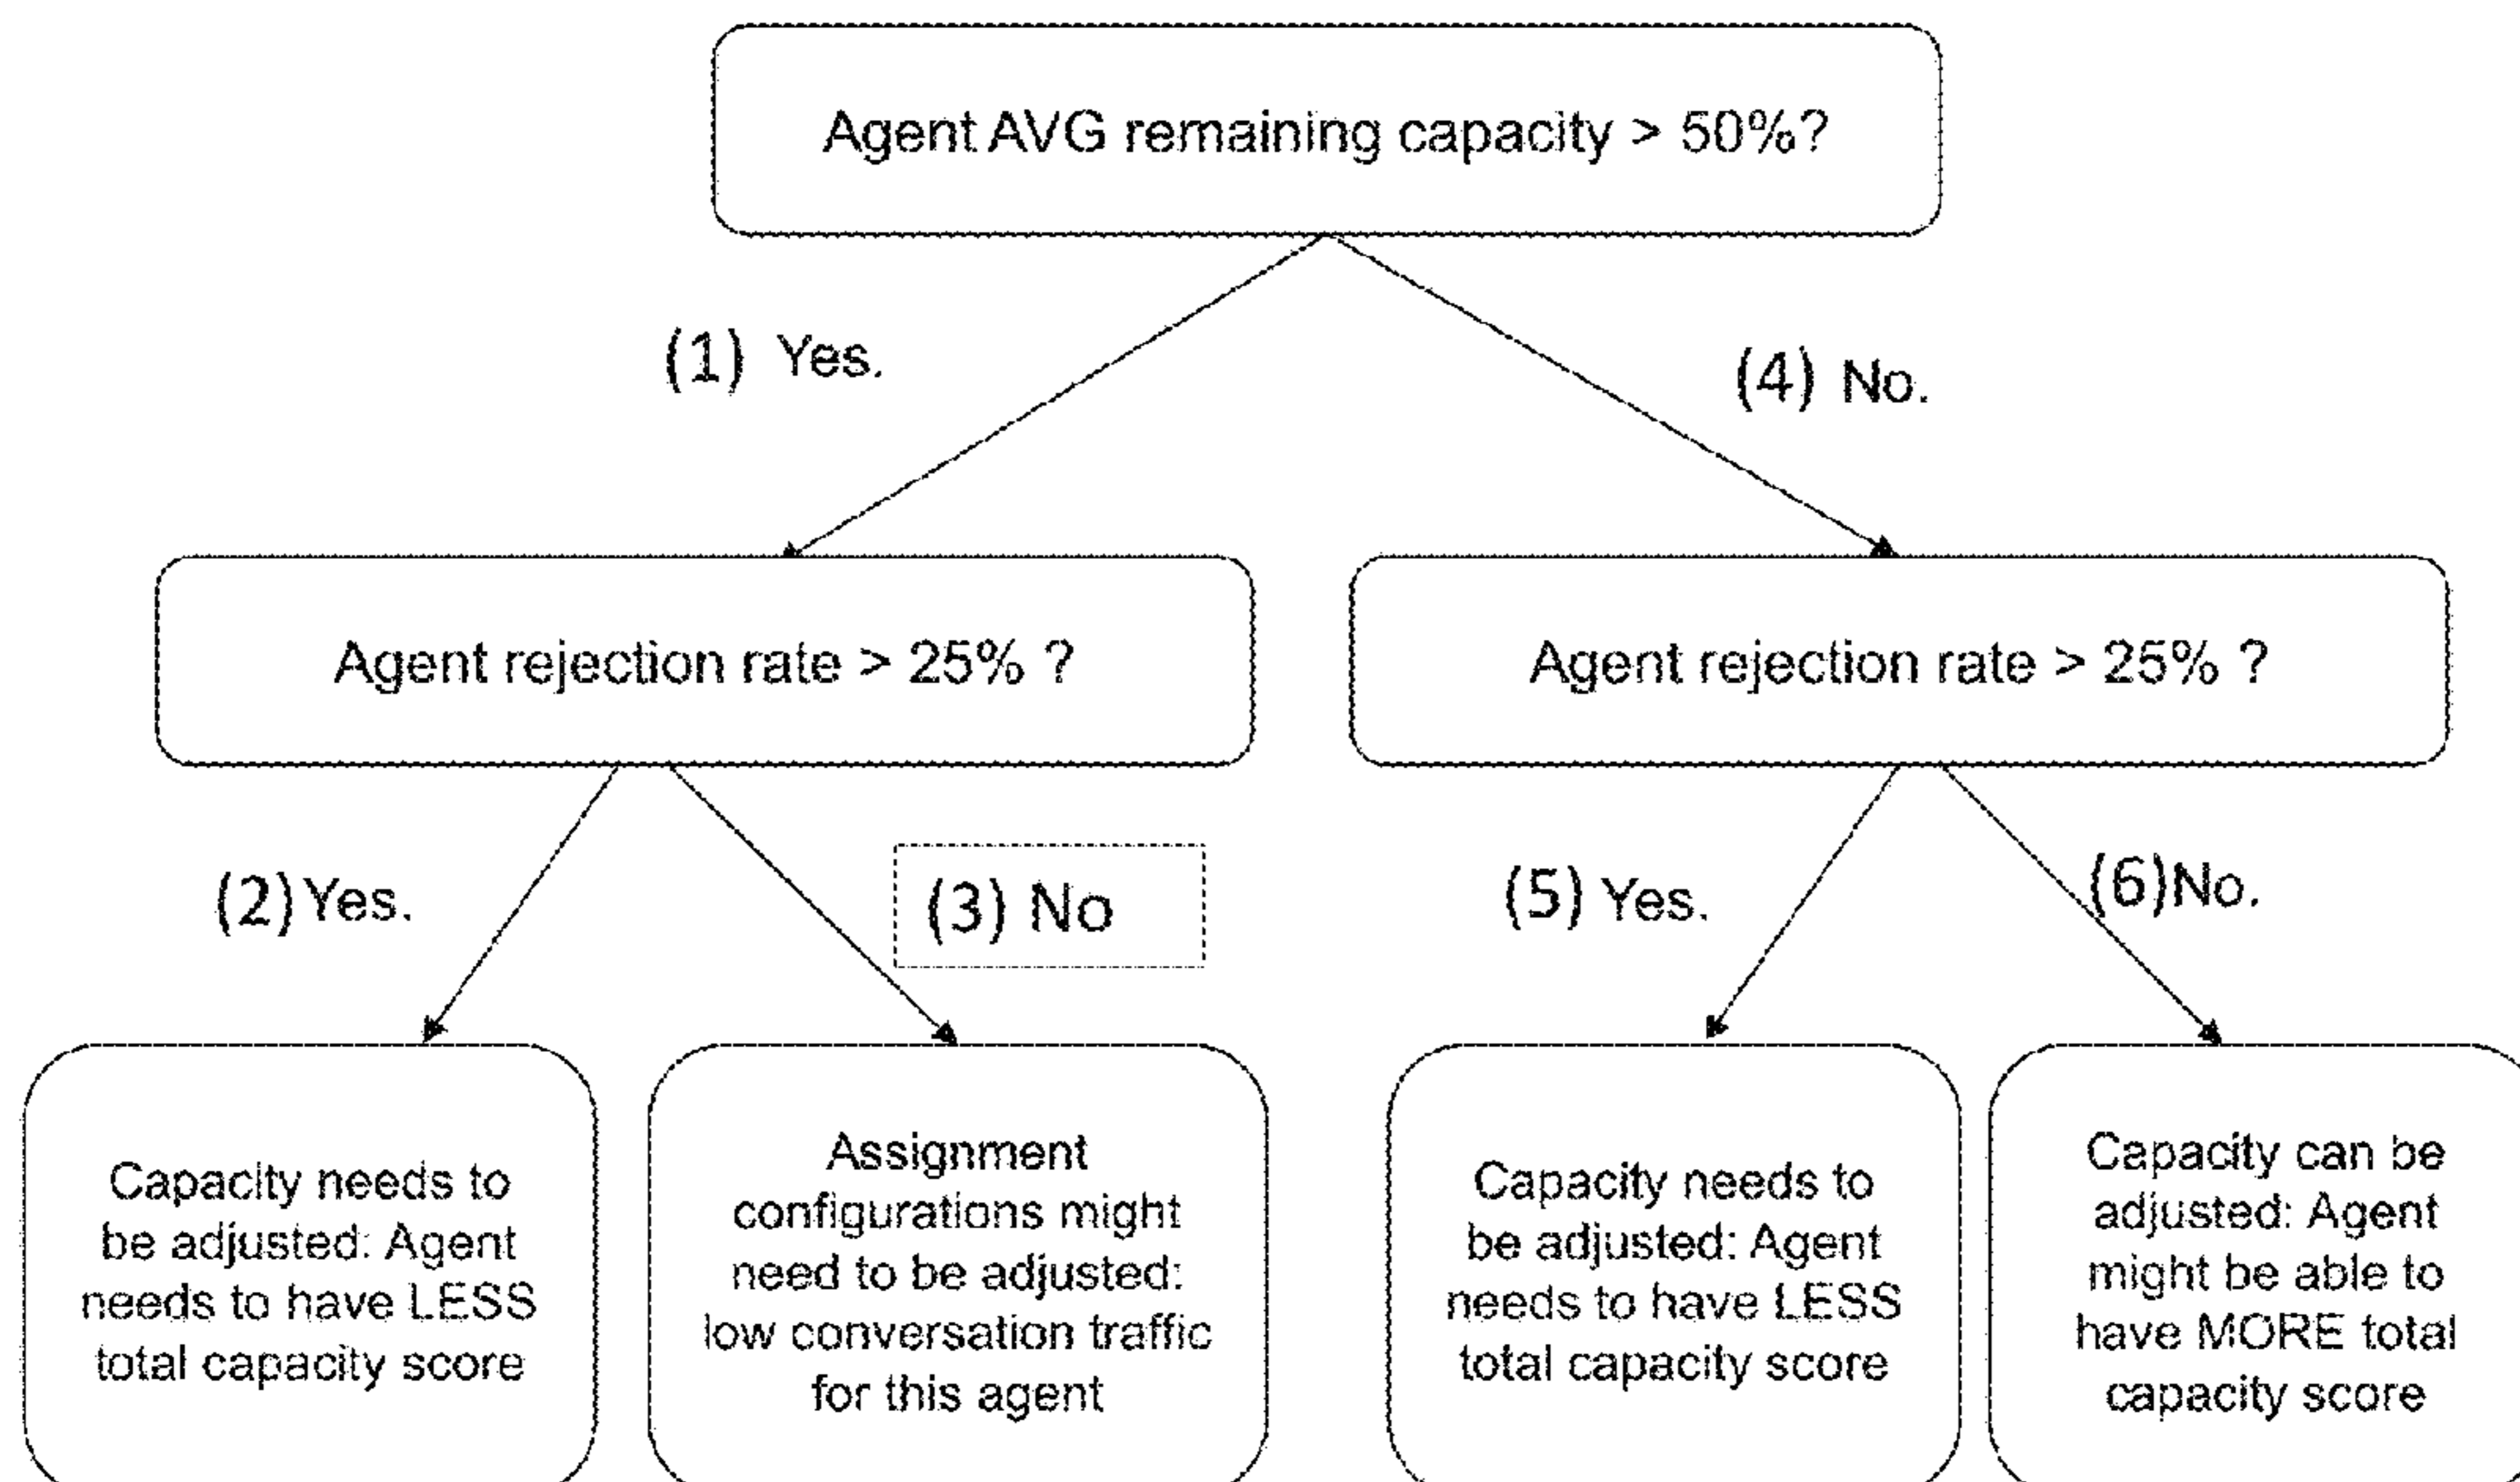 Agent AVG remaining capacity > 50%?
(1) Yes.
(4) No.
Agent rejection rate > 25% ?
Agent rejection rate > 25% ?
(2) Yes.
(3) No
(5) Yes.
(6) No.
Capacity needs to
be adjusted: Agent
needs to have LESS
total capacity score
Assignment
configurations might
need to be adjusted:
low conversation traffic
for this agent
Capacity needs to
be adjusted: Agent
needs to have LESS
total capacity score
Capacity can be
adjusted: Agent
might be able to
have MORE total
capacity score